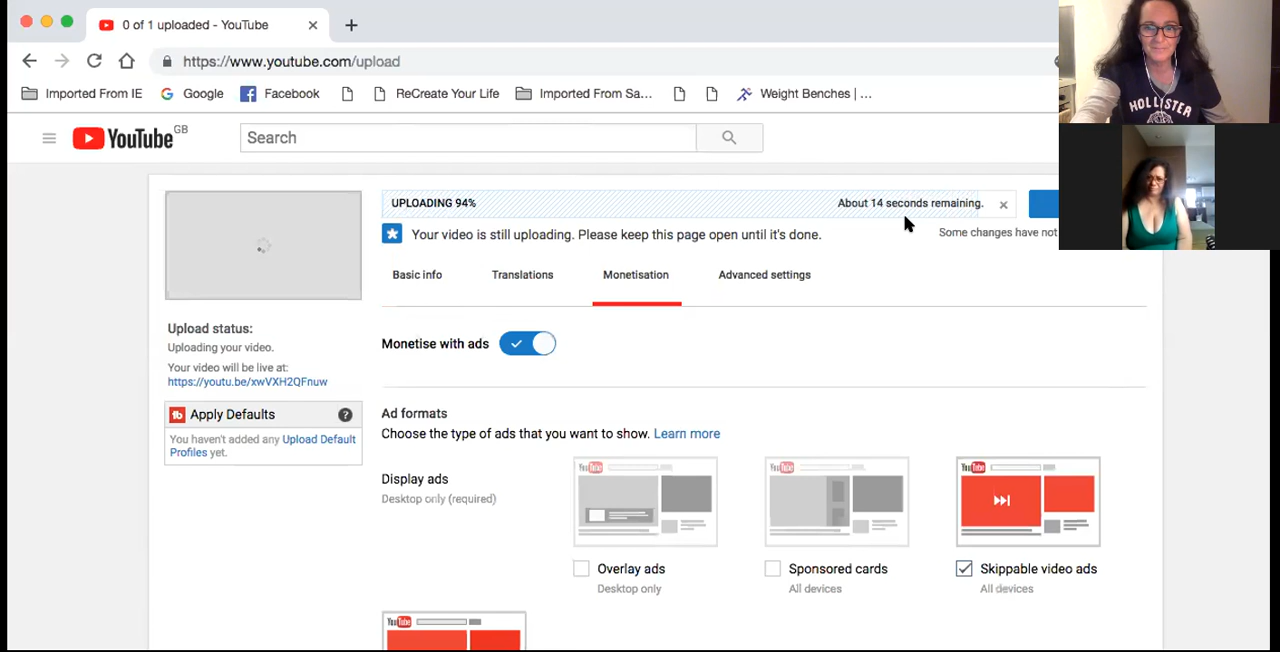 0 of 1 uploaded - YouTube
https://www.youtube.com/upload
Imported From IE Google Facebook ReCreate Your Life Imported From Sa... Weight Benches | ...
YouTube GB Search
UPLOADING 94% About 14 seconds remaining.
Your video is still uploading. Please keep this page open until it's done. Some changes have not
Basic info Translations Monetisation Advanced settings
Upload status:
Uploading your video.
Your video will be live at:
https://youtu.be/xwVXH2QFnuw
Monetise with ads
Apply Defaults ?
You haven't added any Upload Default
Profiles yet.
Ad formats
Choose the type of ads that you want to show. Learn more
Display ads
Desktop only (required)
YouTube
YouTube
YouTube
Overlay ads
Desktop only
Sponsored cards
All devices
Skippable video ads
All devices
YouTube
HOLLISTER